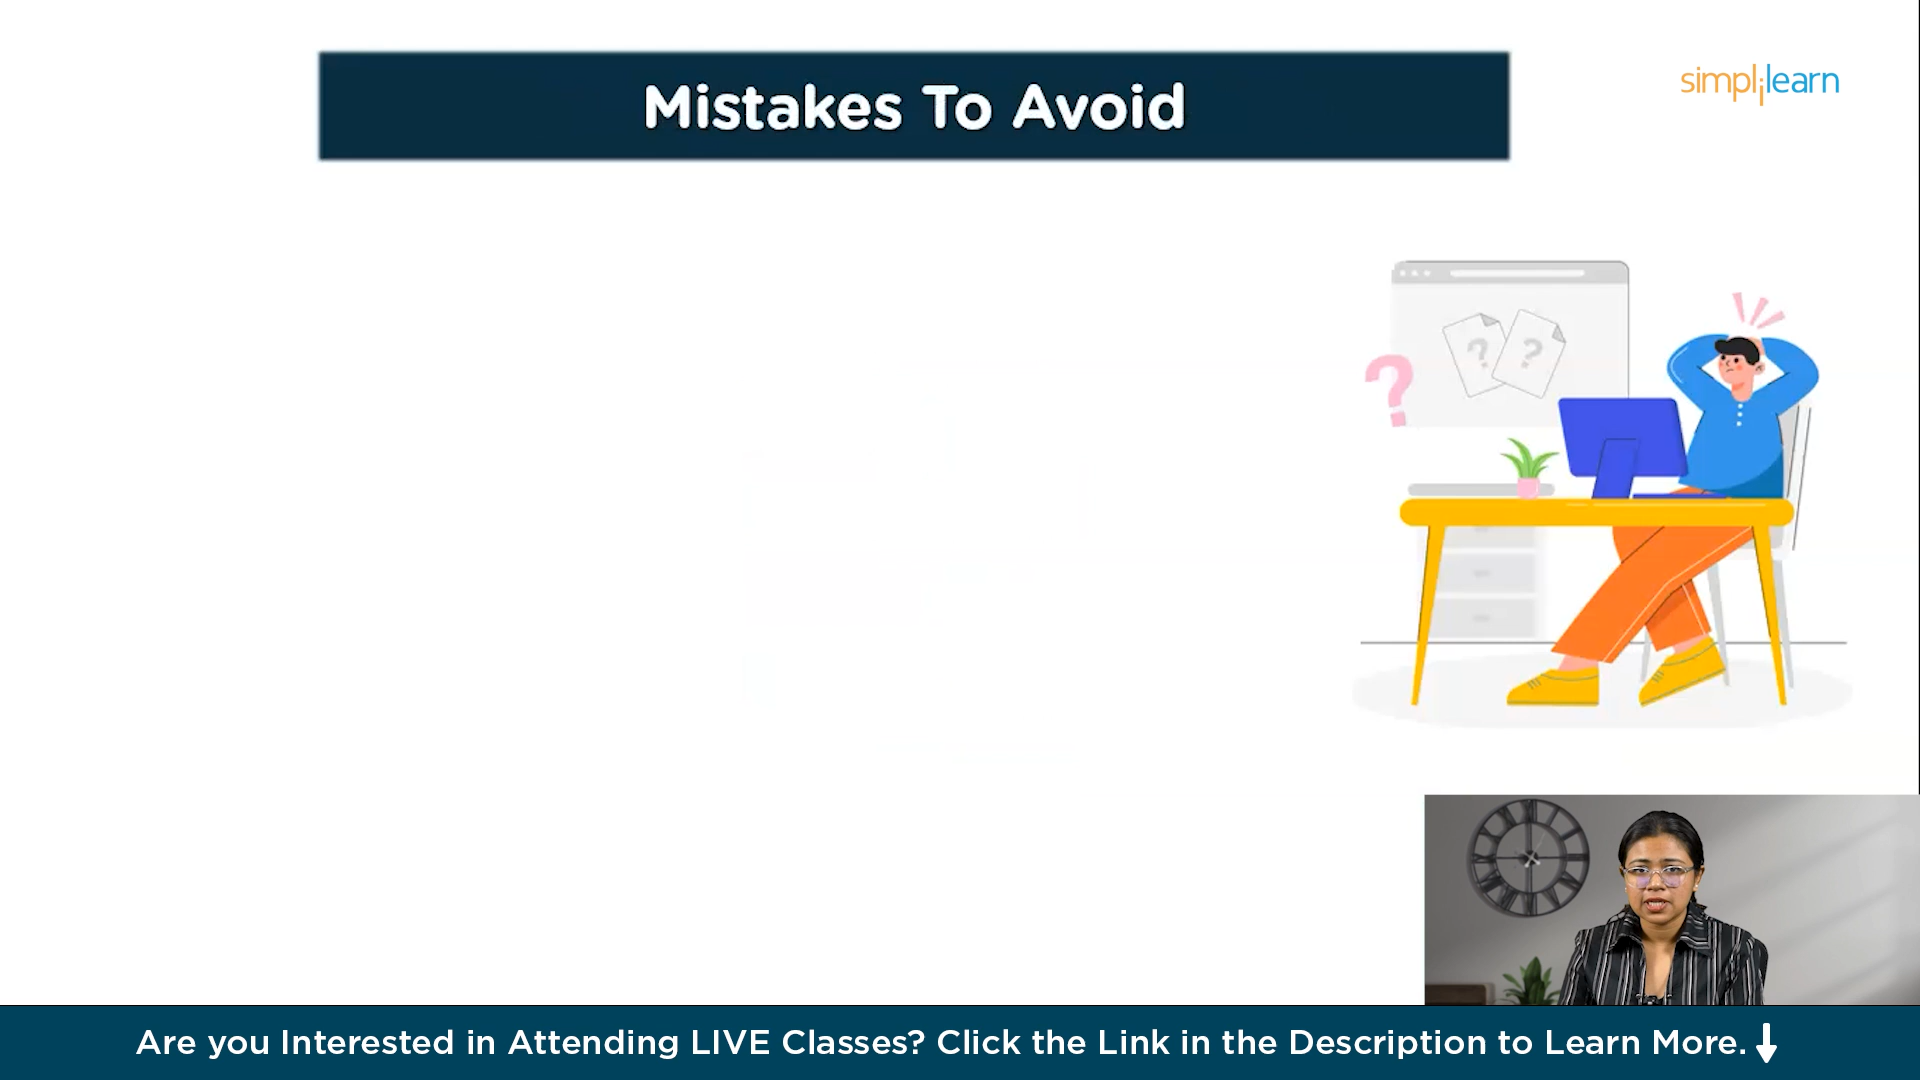 Mistakes To Avoid
simplilearn
?
? ?
Are you Interested in Attending LIVE Classes? Click the Link in the Description to Learn More.